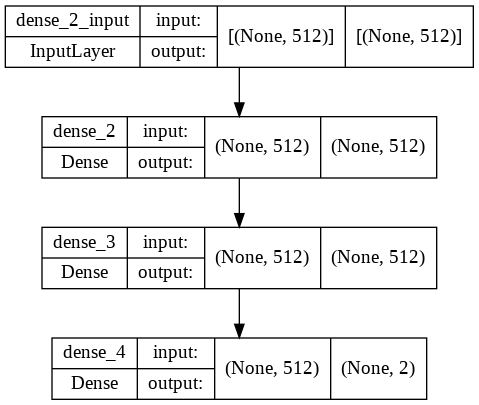 dense_2_input input: [(None, 512)] [(None, 512)]
InputLayer output:
dense_2 input: (None, 512) (None, 512)
Dense output:
dense_3 input: (None, 512) (None, 512)
Dense output:
dense_4 input: (None, 512) (None, 2)
Dense output: